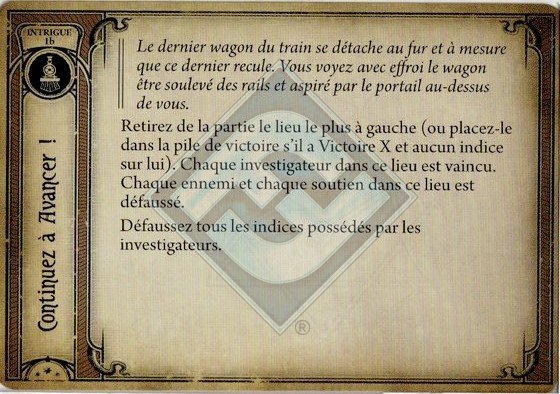 INTRIGUE
1b
Continuez à Avancer !
Le dernier wagon du train se détache au fur et à mesure
que ce dernier recule. Vous voyez avec effroi le wagon
être soulevé des rails et aspiré par le portail au-dessus
de vous.
Retirez de la partie le lieu le plus à gauche (ou placez-le
dans la pile de victoire s'il a Victoire X et aucun indice
sur lui). Chaque investigateur dans ce lieu est vaincu.
Chaque ennemi et chaque soutien dans ce lieu est
défaussé.
Défaussez tous les indices possédés par les
investigateurs.
®